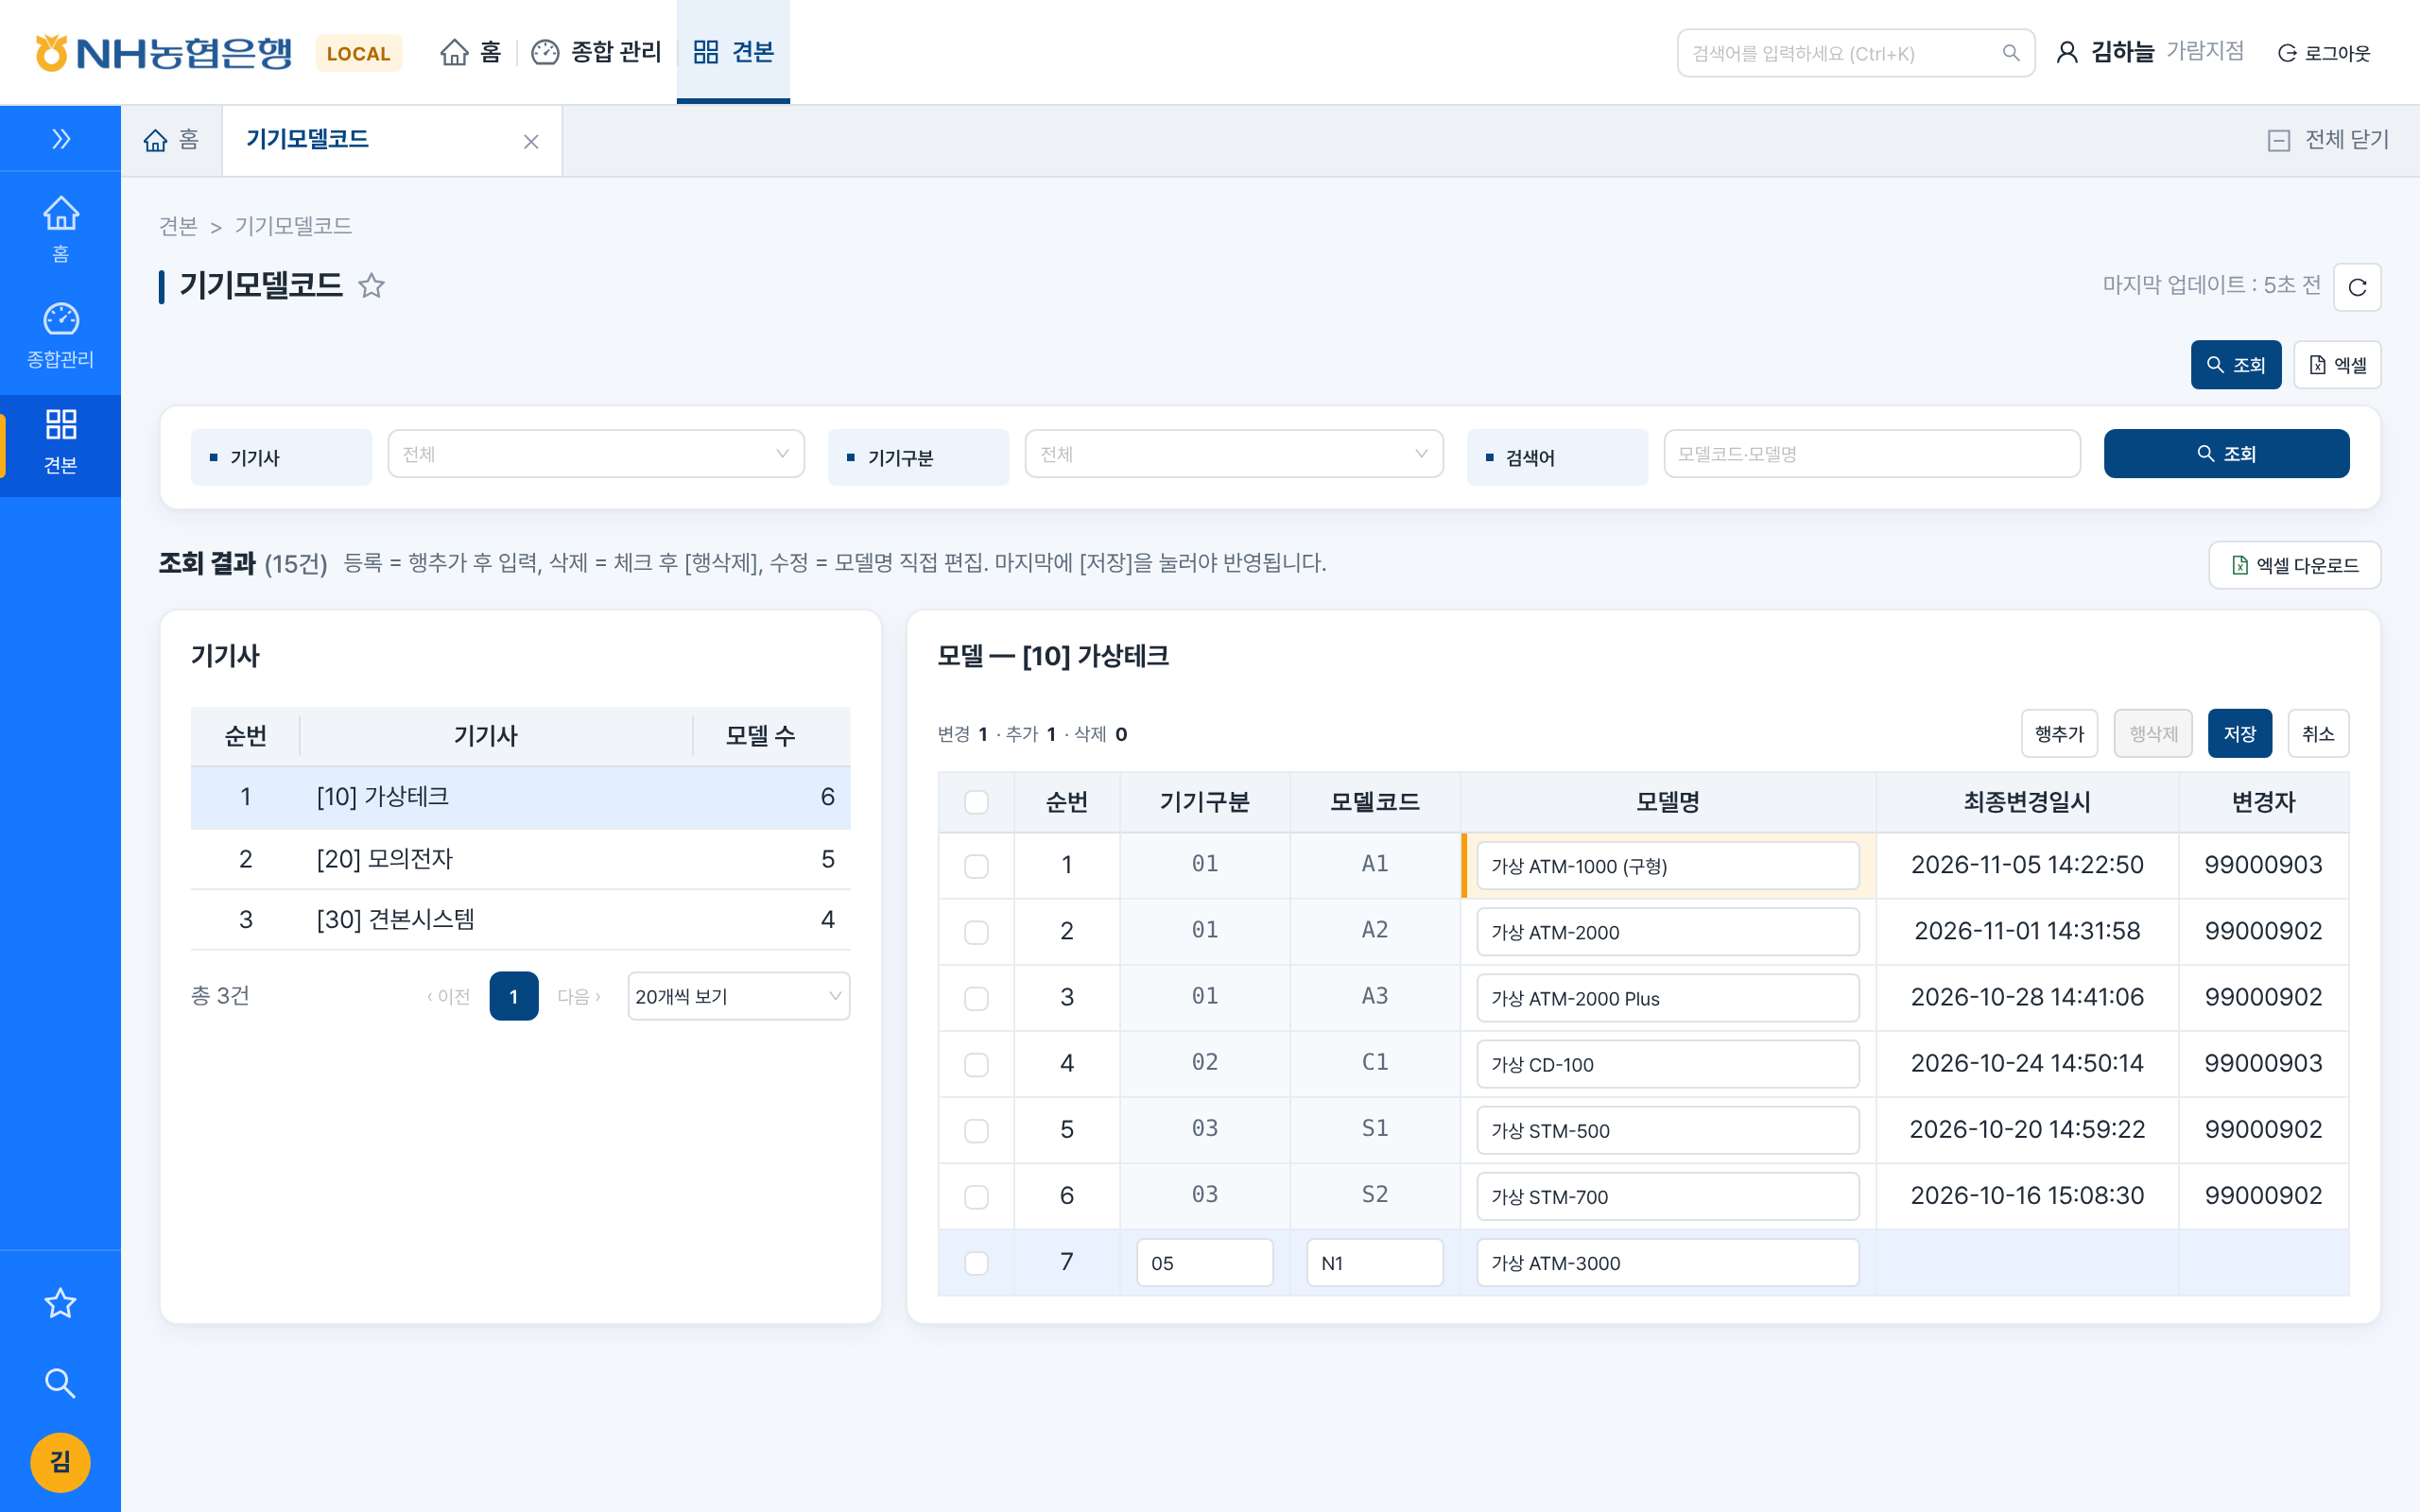 NH농협은행 LOCAL 홈 종합 관리 견본 검색어를 입력하세요 (Ctrl+K) 김하늘 가람지점 로그아웃
홈 기기모델코드 전체 닫기
홈
종합관리
견본
김
견본 > 기기모델코드
기기모델코드 마지막 업데이트 : 5초 전
조회 엑셀
기기사 전체 기기구분 전체 검색어 모델코드·모델명 조회
조회 결과 (15건) 등록 = 행추가 후 입력, 삭제 = 체크 후 [행삭제], 수정 = 모델명 직접 편집. 마지막에 [저장]을 눌러야 반영됩니다. 엑셀 다운로드
기기사
순번 기기사 모델 수
1 [10] 가상테크 6
2 [20] 모의전자 5
3 [30] 견본시스템 4
총 3건 ‹ 이전 1 다음 › 20개씩 보기
모델 — [10] 가상테크
변경 1 · 추가 1 · 삭제 0 행추가 행삭제 저장 취소
순번 기기구분 모델코드 모델명 최종변경일시 변경자
1 01 A1 가상 ATM-1000 (구형) 2026-11-05 14:22:50 99000903
2 01 A2 가상 ATM-2000 2026-11-01 14:31:58 99000902
3 01 A3 가상 ATM-2000 Plus 2026-10-28 14:41:06 99000902
4 02 C1 가상 CD-100 2026-10-24 14:50:14 99000903
5 03 S1 가상 STM-500 2026-10-20 14:59:22 99000902
6 03 S2 가상 STM-700 2026-10-16 15:08:30 99000902
7 05 N1 가상 ATM-3000